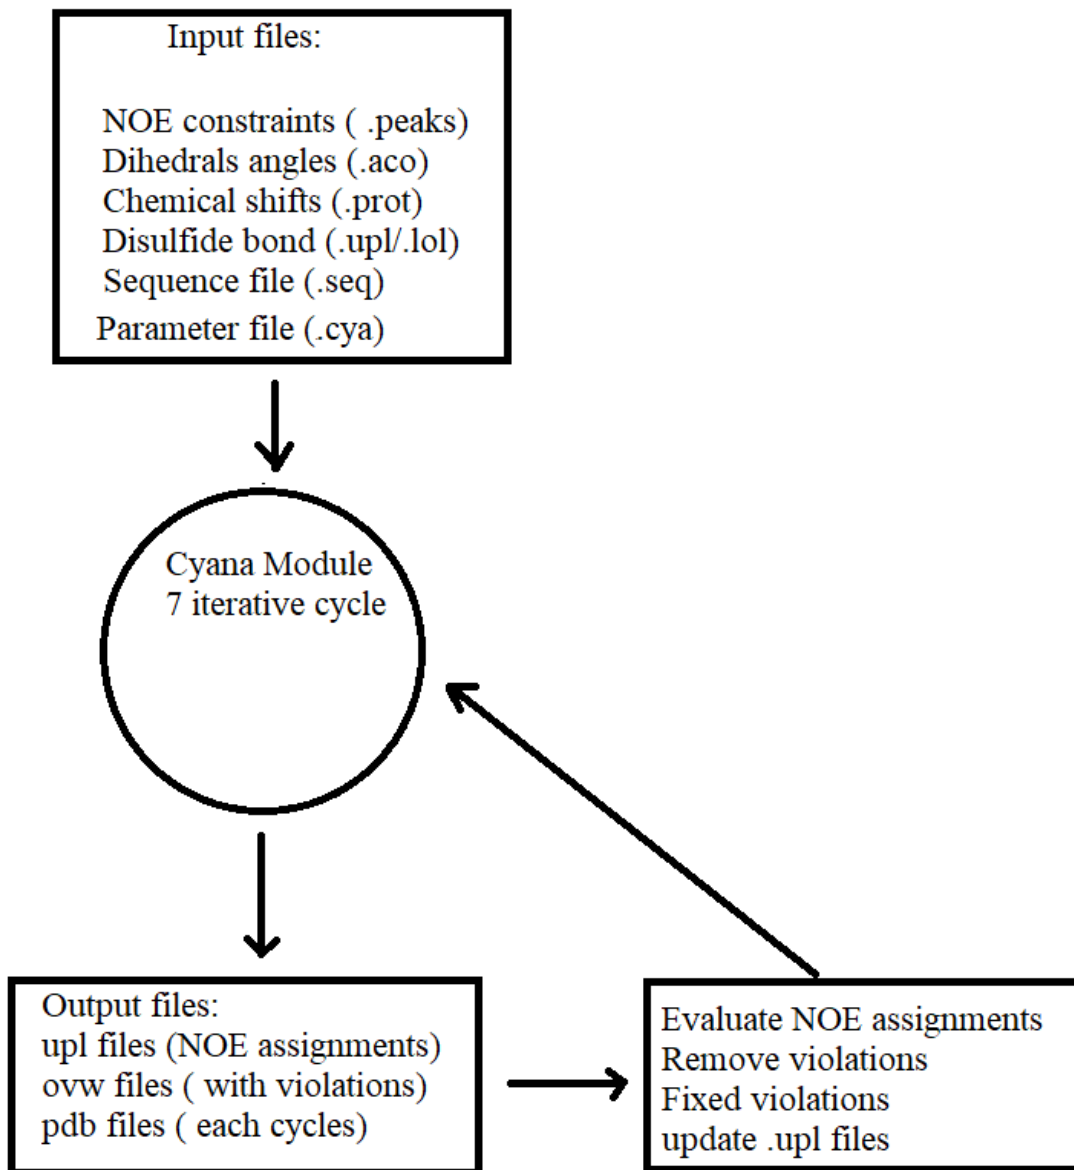 Input files:
NOE constraints ( .peaks)
Dihedrals angles (.aco)
Chemical shifts (.prot)
Disulfide bond (.upl/.lol)
Sequence file (.seq)
Parameter file (.cya)
Cyana Module
7 iterative cycle
Output files:
upl files (NOE assignments)
ovw files ( with violations)
pdb files ( each cycles)
Evaluate NOE assignments
Remove violations
Fixed violations
update .upl files